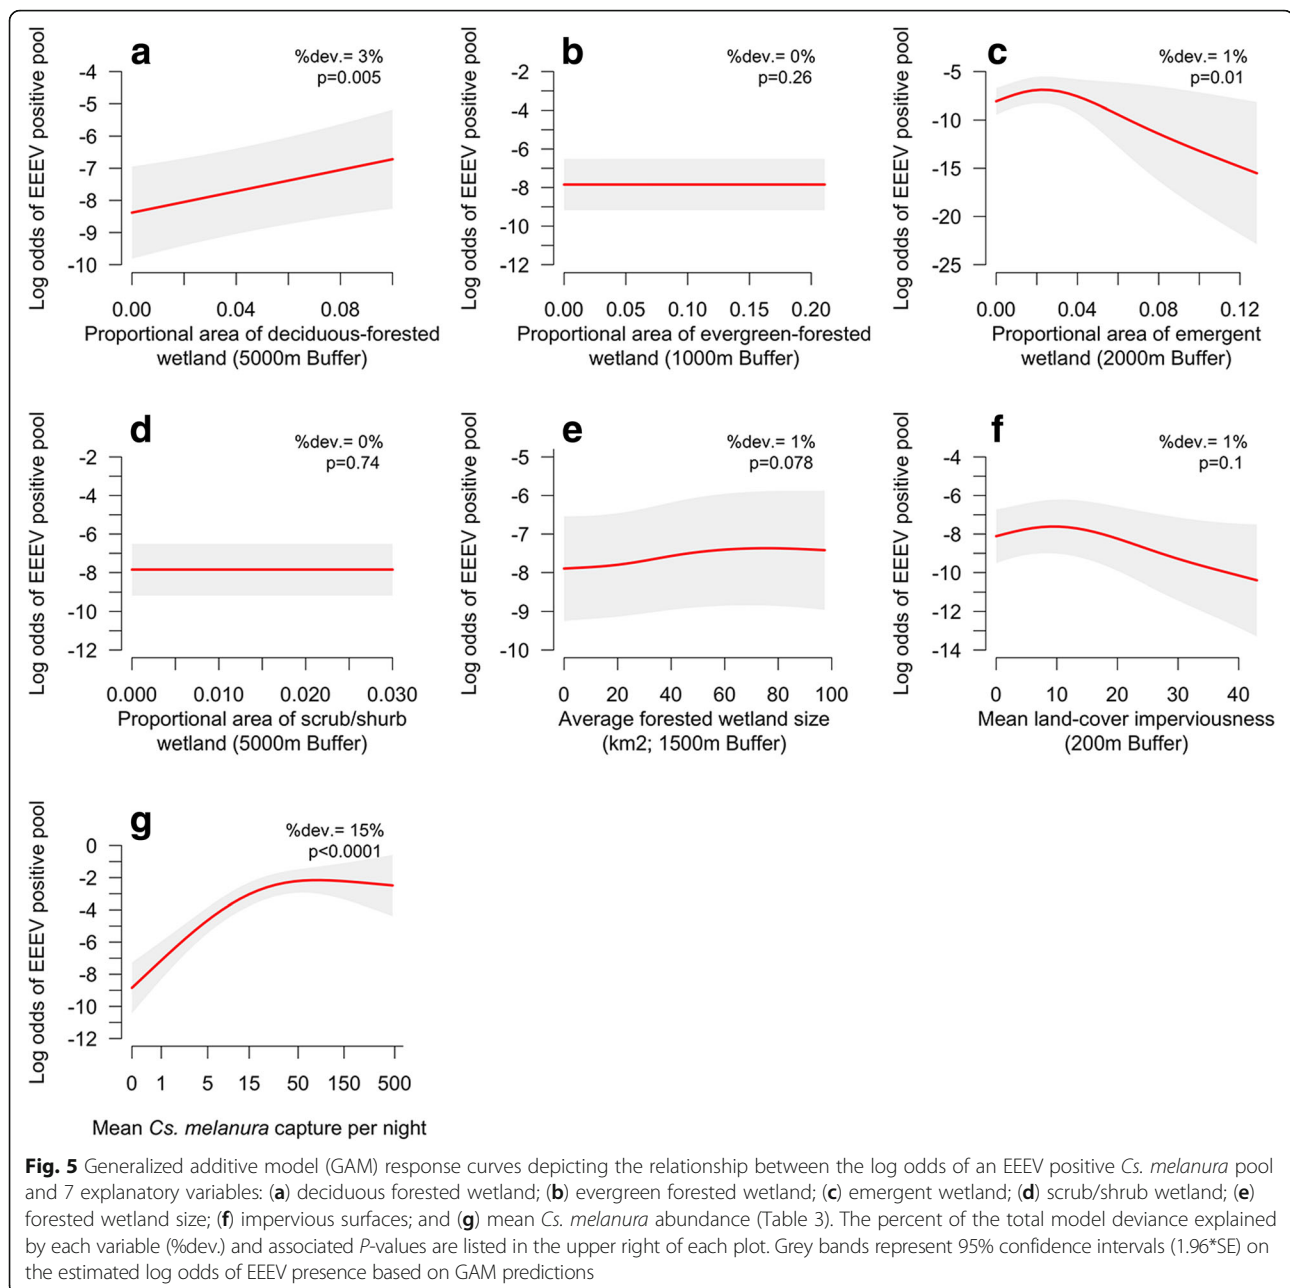 a
%dev.= 3%
p=0.005
Log odds of EEEV positive pool
-4
-5
-6
-7
-8
-9
-10
0.00 0.04 0.08
Proportional area of deciduous-forested
wetland (5000m Buffer)
b
%dev.= 0%
p=0.26
Log odds of EEEV positive pool
-2
-4
-6
-8
-10
-12
0.00 0.05 0.10 0.15 0.20
Proportional area of evergreen-forested
wetland (1000m Buffer)
c
%dev.= 1%
p=0.01
Log odds of EEEV positive pool
-5
-10
-15
-20
-25
0.00 0.04 0.08 0.12
Proportional area of emergent
wetland (2000m Buffer)
d
%dev.= 0%
p=0.74
Log odds of EEEV positive pool
-2
-4
-6
-8
-10
-12
0.000 0.010 0.020 0.030
Proportional area of scrub/shurb
wetland (5000m Buffer)
e
%dev.= 1%
p=0.078
Log odds of EEEV positive pool
-5
-6
-7
-8
-9
-10
0 20 40 60 80 100
Average forested wetland size
(km2; 1500m Buffer)
f
%dev.= 1%
p=0.1
Log odds of EEEV positive pool
-4
-6
-8
-10
-12
-14
0 10 20 30 40
Mean land-cover imperviousness
(200m Buffer)
g
%dev.= 15%
p<0.0001
Log odds of EEEV positive pool
0
-2
-4
-6
-8
-10
-12
0 1 5 15 50 150 500
Mean Cs. melanura capture per night
Fig. 5 Generalized additive model (GAM) response curves depicting the relationship between the log odds of an EEEV positive Cs. melanura pool
and 7 explanatory variables: (a) deciduous forested wetland; (b) evergreen forested wetland; (c) emergent wetland; (d) scrub/shrub wetland; (e)
forested wetland size; (f) impervious surfaces; and (g) mean Cs. melanura abundance (Table 3). The percent of the total model deviance explained
by each variable (%dev.) and associated P-values are listed in the upper right of each plot. Grey bands represent 95% confidence intervals (1.96*SE) on
the estimated log odds of EEEV presence based on GAM predictions